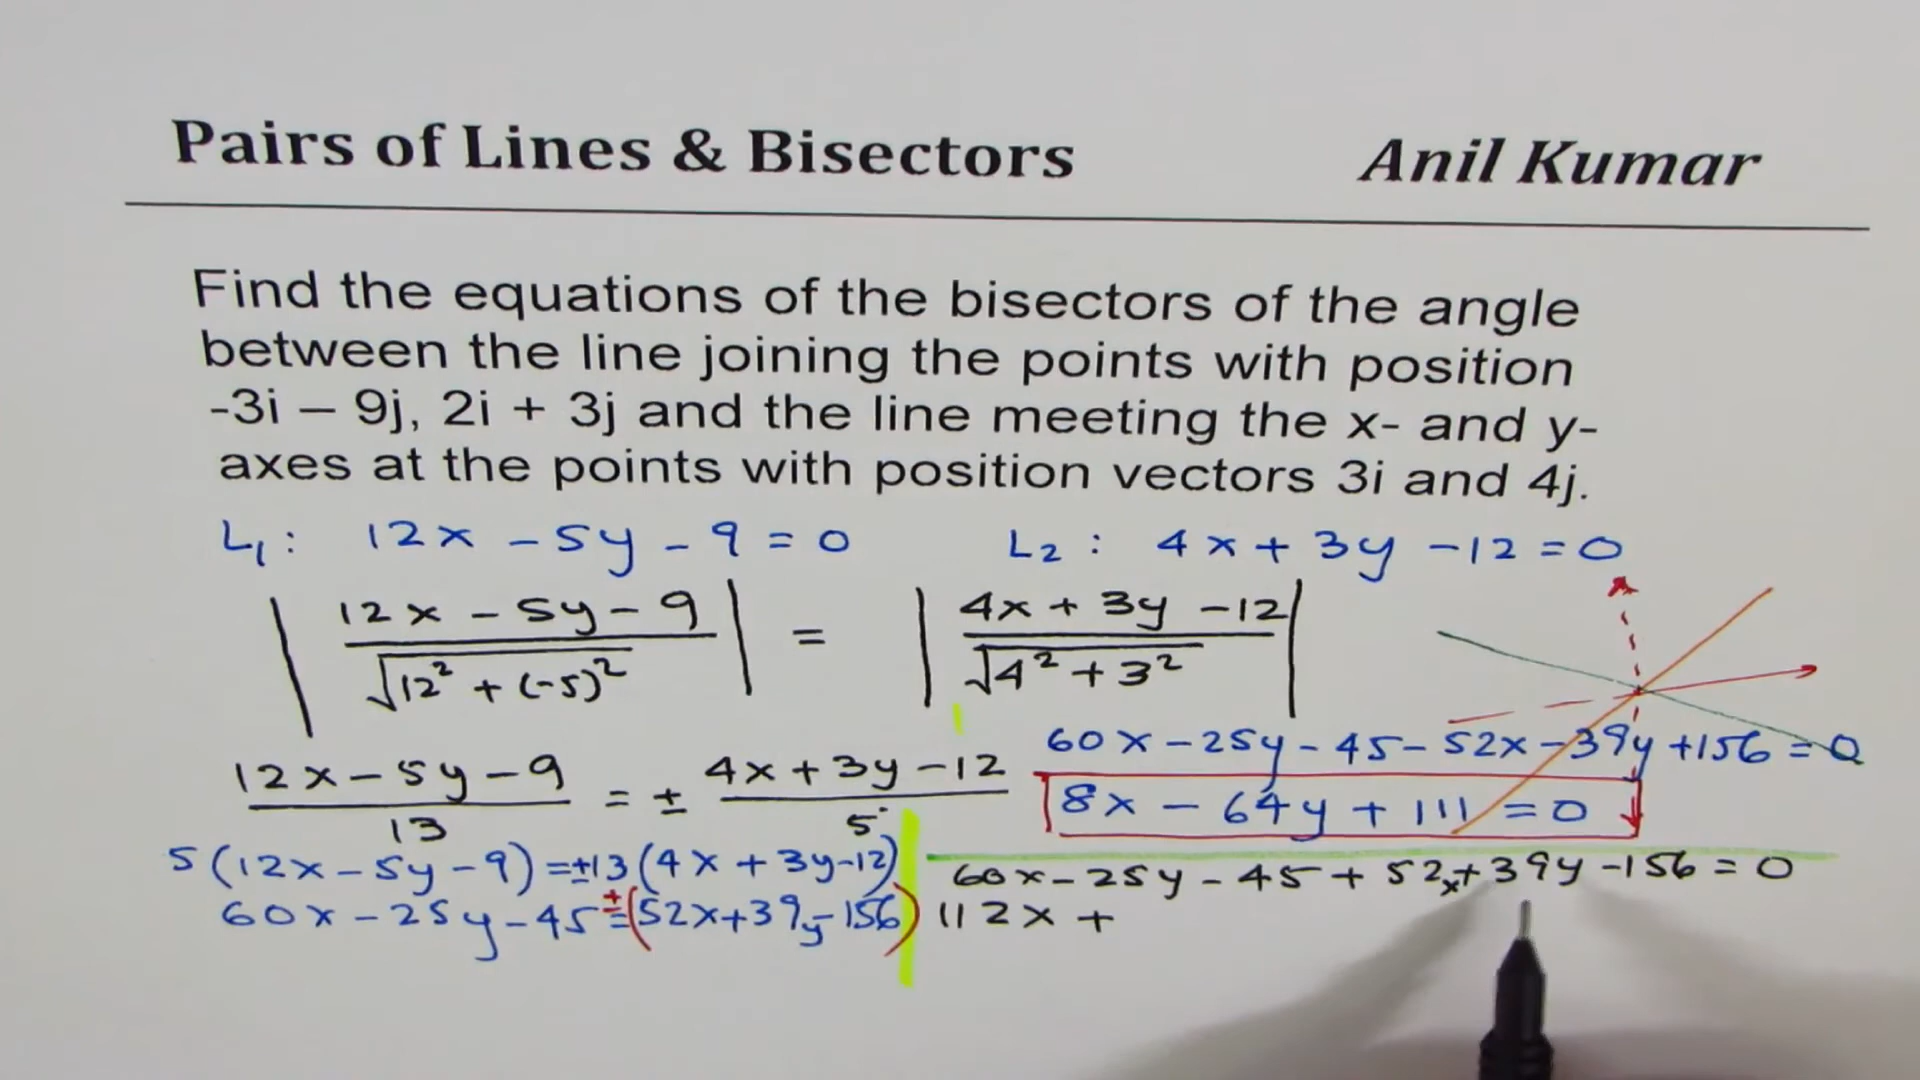 Pairs of Lines & Bisectors Anil Kumar
Find the equations of the bisectors of the angle
between the line joining the points with position
-3i – 9j, 2i + 3j and the line meeting the x- and y-
axes at the points with position vectors 3i and 4j.
L₁: 12x - 5y - 9 = 0 L₂: 4x + 3y - 12 = 0
|(12x - 5y - 9)/√(12² + (-5)²)| = |(4x + 3y - 12)/√(4² + 3²)|
(12x - 5y - 9)/13 = ± (4x + 3y - 12)/5
5(12x - 5y - 9) = ±13(4x + 3y - 12)
60x - 25y - 45 = ±(52x + 39y - 156)
60x - 25y - 45 - 52x - 39y + 156 = 0
8x - 64y + 111 = 0
60x - 25y - 45 + 52x + 39y - 156 = 0
112x +